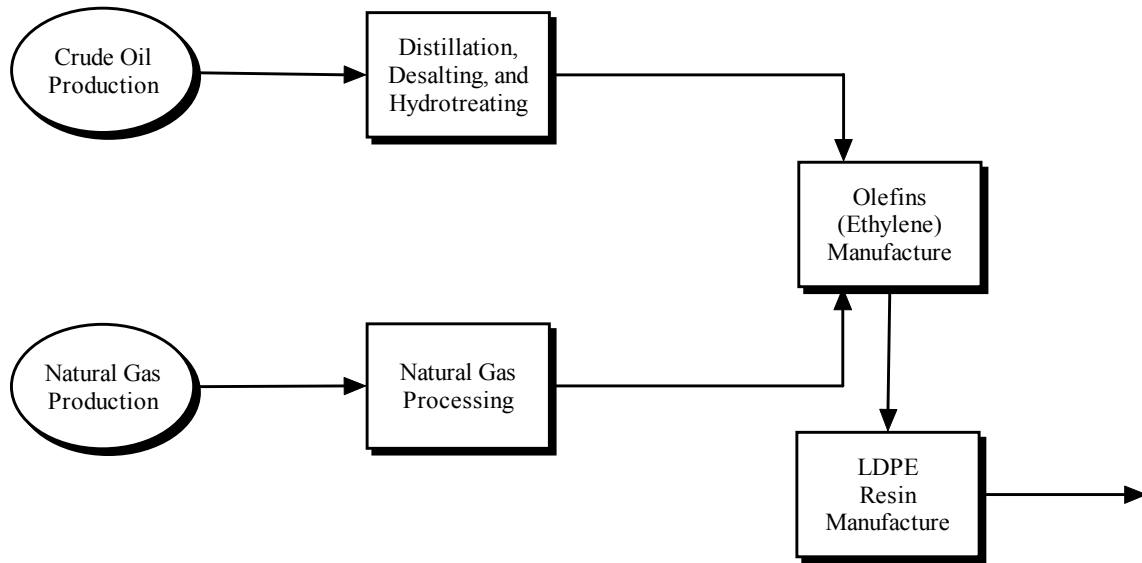 Crude Oil
Production
Distillation,
Desalting, and
Hydrotreating
Olefins
(Ethylene)
Manufacture
Natural Gas
Production
Natural Gas
Processing
LDPE
Resin
Manufacture